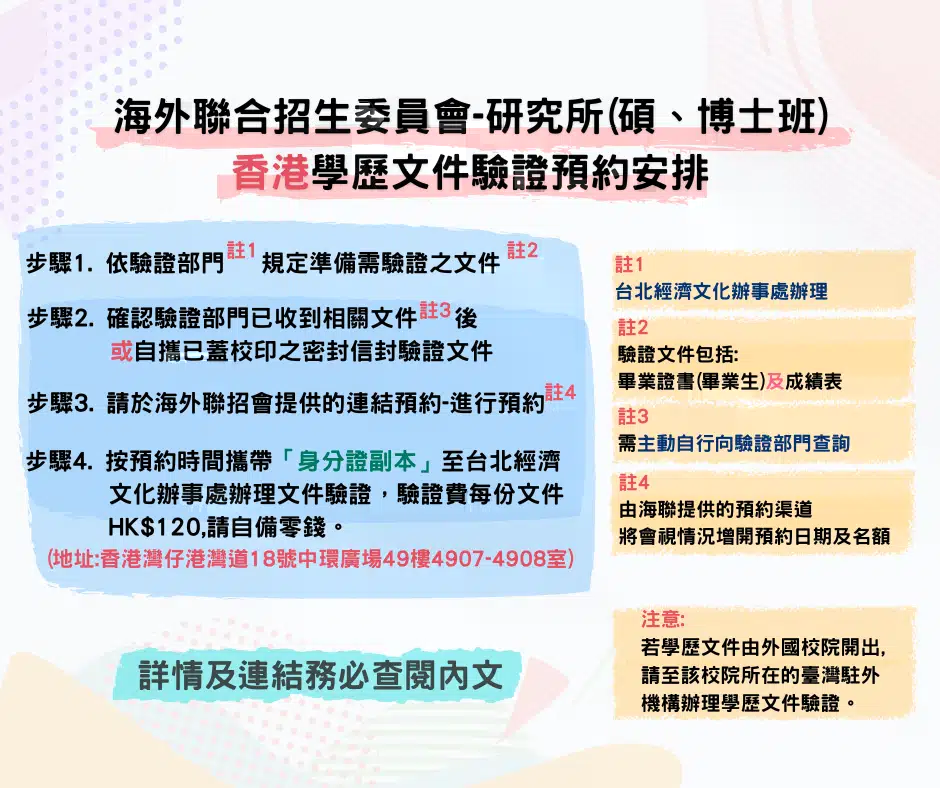 海外聯合招生委員會-研究所(碩、博士班)
香港學歷文件驗證預約安排
步驟1. 依驗證部門註1 規定準備需驗證之文件 註2
步驟2. 確認驗證部門已收到相關文件註3後
或自攜已蓋校印之密封信封驗證文件
步驟3. 請於海外聯招會提供的連結預約-進行預約註4
步驟4. 按預約時間攜帶「身分證副本」至台北經濟
文化辦事處辦理文件驗證，驗證費每份文件
HK$120,請自備零錢。
(地址:香港灣仔港灣道18號中環廣場49樓4907-4908室)
註1
台北經濟文化辦事處辦理
註2
驗證文件包括:
畢業證書(畢業生)及成績表
註3
需主動自行向驗證部門查詢
註4
由海聯提供的預約渠道
將會視情況增開預約日期及名額
注意:
若學歷文件由外國校院開出,
請至該校院所在的臺灣駐外
機構辦理學歷文件驗證。
詳情及連結務必查閱內文